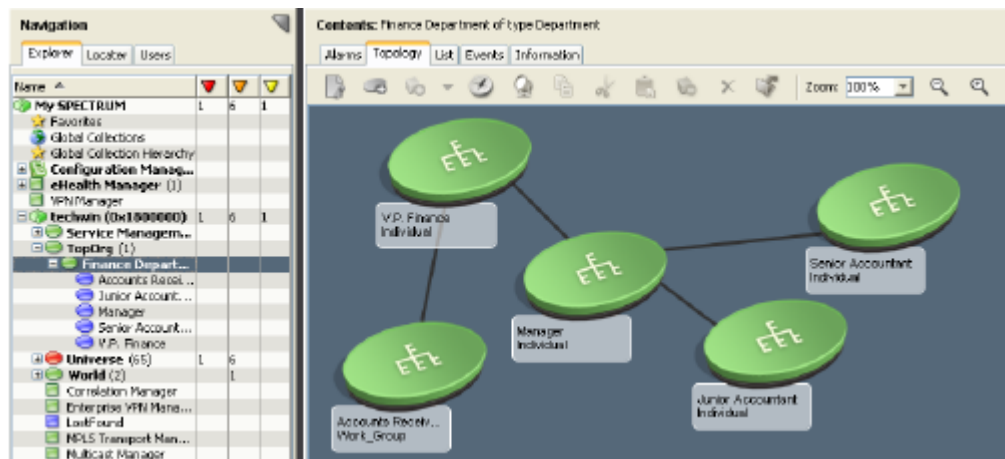 Navigation
Explorer Locater Users
Name
My SPECTRUM 1 6 1
Favorites
Global Collections
Global Collection Hierarchy
Configuration Manag...
eHealth Manager (1)
VPN Manager
techwin (0x1800000) 1 6 1
Service Managem...
TopOrg (1)
Finance Depart...
Accounts Recei...
Junior Account...
Manager
Senior Account...
V.P. Finance
Universe (65) 1 6
World (2) 1
Correlation Manager
Enterprise VPN Mana...
LostFound
MPLS Transport Man...
Multicast Manager
Contents: Finance Department of type Department
Alarms Topology List Events Information
Zoom: 100%
V.P. Finance
Individual
Senior Accountant
Individual
Manager
Individual
Junior Accountant
Individual
Accounts Receiv...
Work_Group